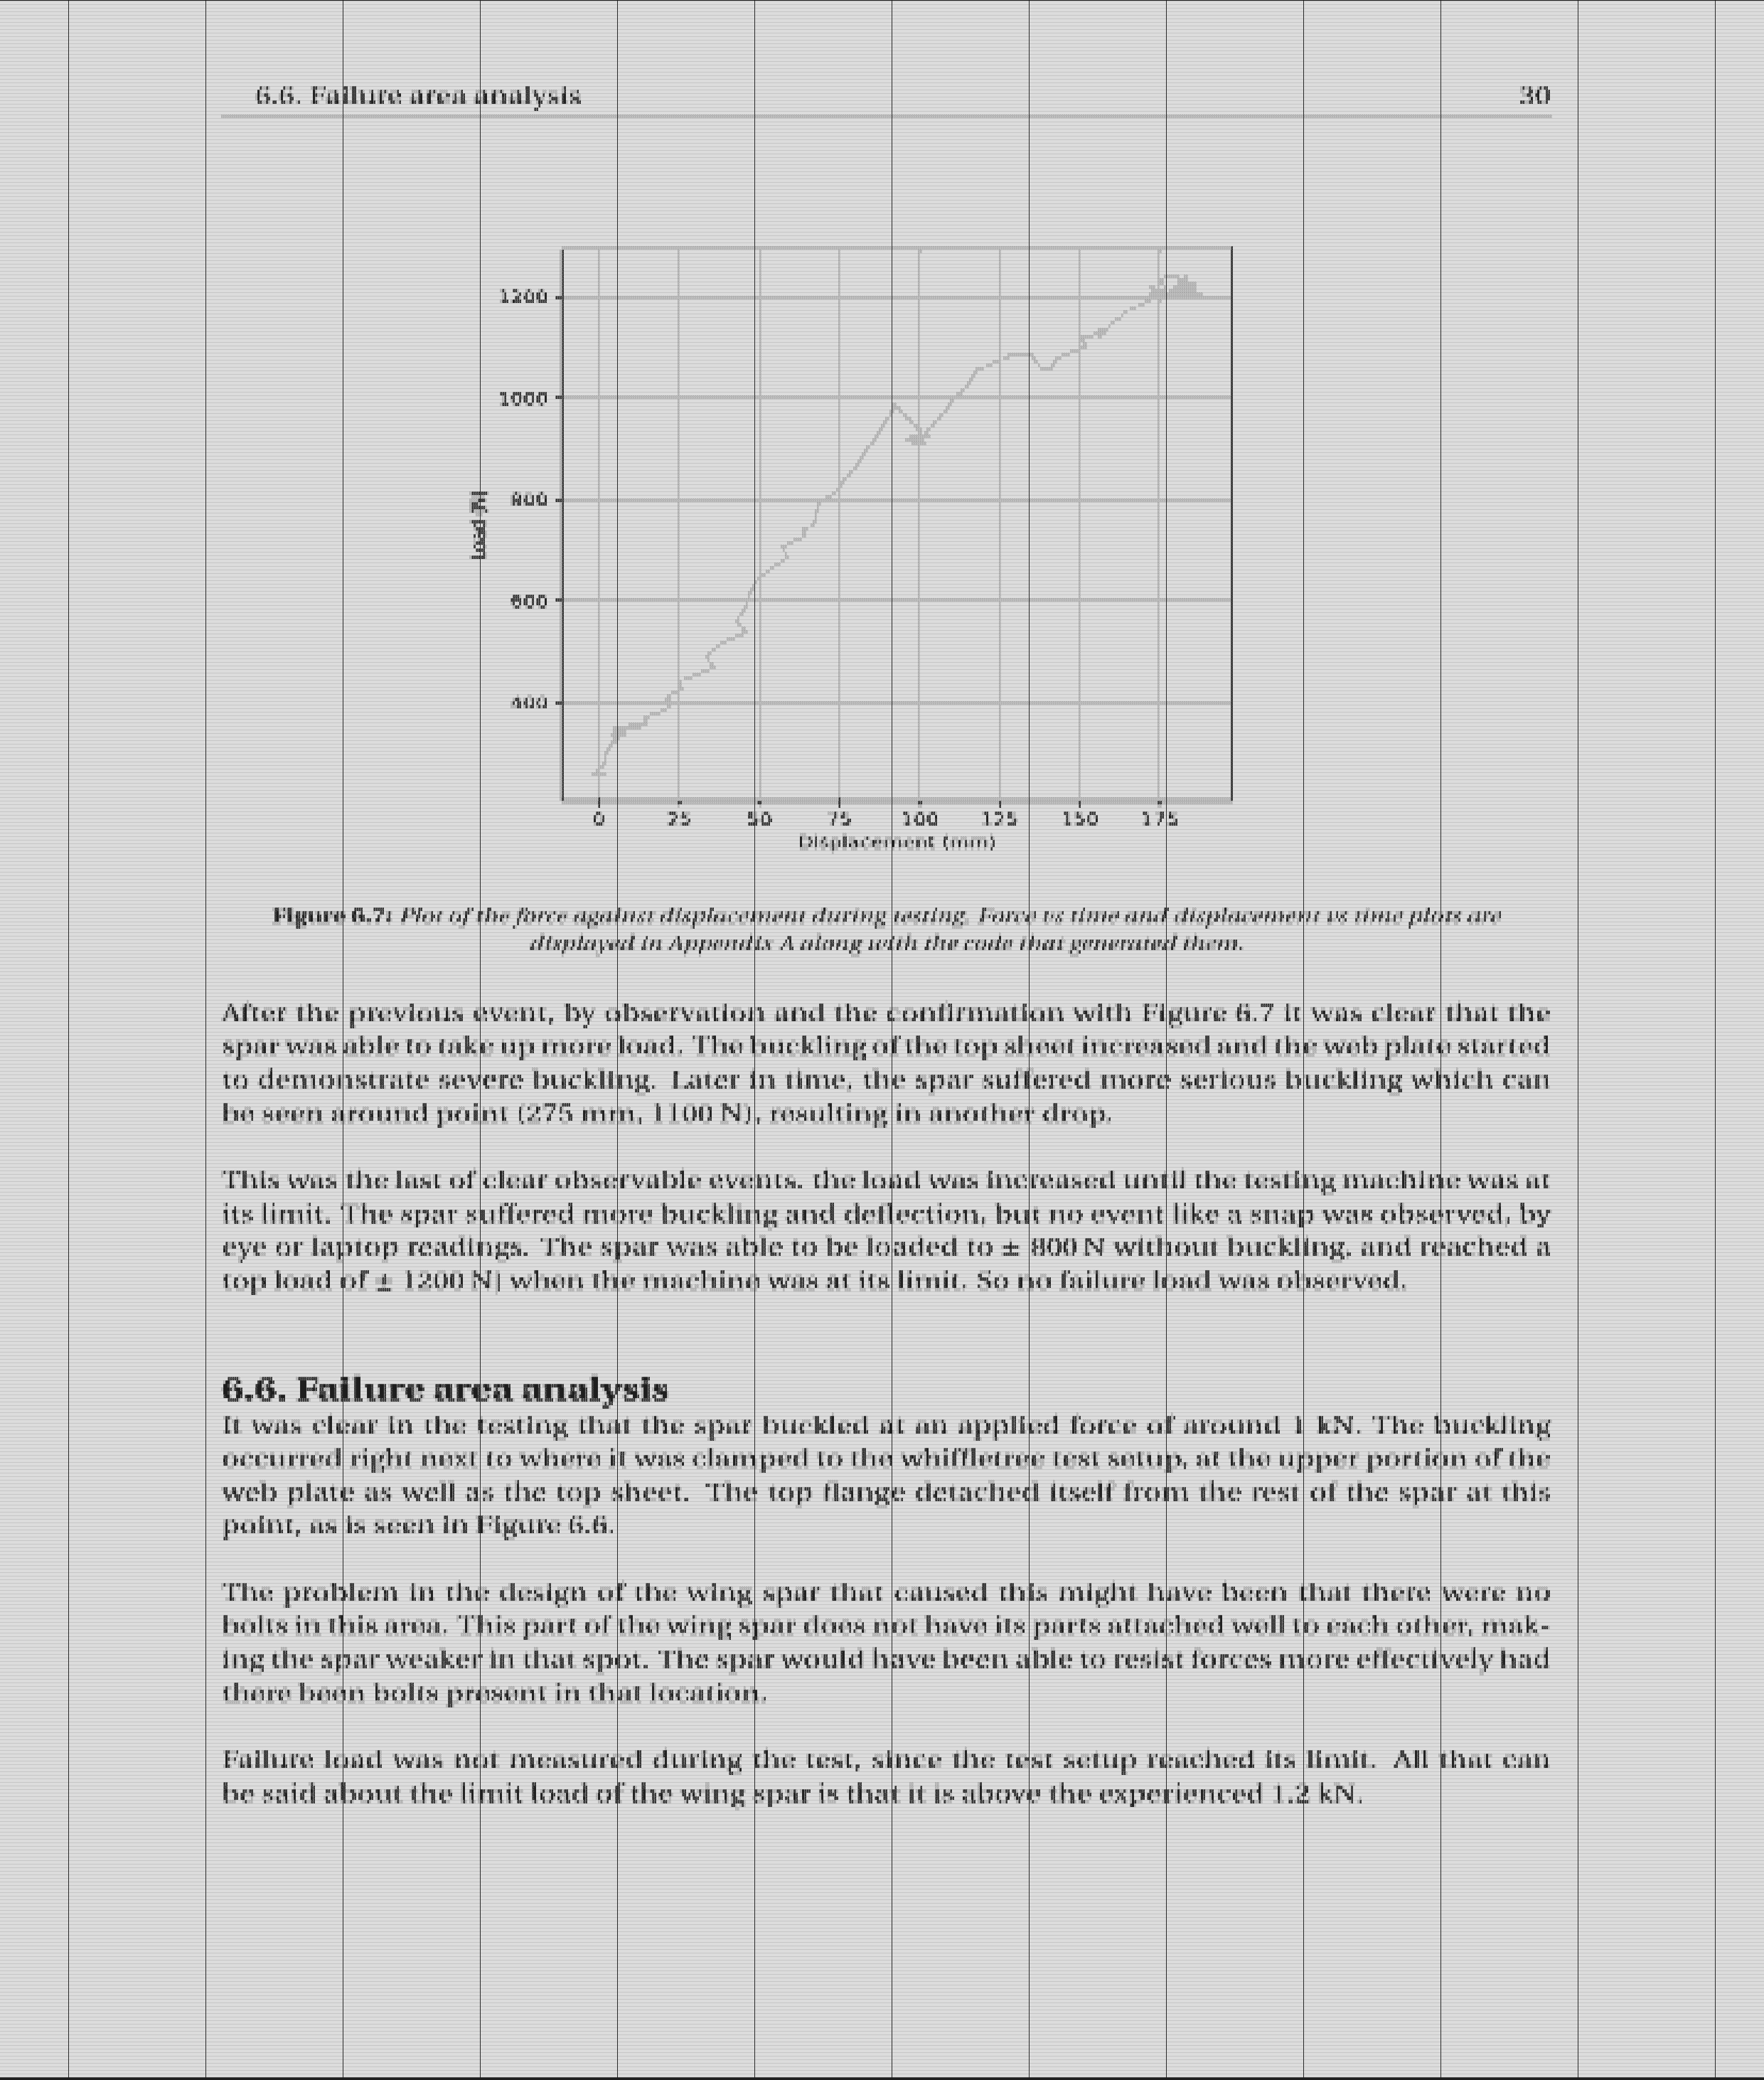 6.6. Failure area analysis 30
1200
1000
800
600
400
Load [N]
0 25 50 75 100 125 150 175
Displacement (mm)
Figure 6.7: Plot of the force against displacement during testing. Force vs time and displacement vs time plots are
displayed in Appendix A along with the code that generated them.
After the previous event, by observation and the confirmation with Figure 6.7 it was clear that the
spar was able to take up more load. The buckling of the top sheet increased and the web plate started
to demonstrate severe buckling. Later in time, the spar suffered more serious buckling which can
be seen around point (275 mm, 1100 N), resulting in another drop.
This was the last of clear observable events. the load was increased until the testing machine was at
its limit. The spar suffered more buckling and deflection, but no event like a snap was observed, by
eye or laptop readings. The spar was able to be loaded to ± 800 N without buckling. and reached a
top load of ± 1200 N] when the machine was at its limit. So no failure load was observed.
6.6. Failure area analysis
It was clear in the testing that the spar buckled at an applied force of around 1 kN. The buckling
occurred right next to where it was clamped to the whiffletree test setup, at the upper portion of the
web plate as well as the top sheet. The top flange detached itself from the rest of the spar at this
point, as is seen in Figure 6.6.
The problem in the design of the wing spar that caused this might have been that there were no
bolts in this area. This part of the wing spar does not have its parts attached well to each other, mak-
ing the spar weaker in that spot. The spar would have been able to resist forces more effectively had
there been bolts present in that location.
Failure load was not measured during the test, since the test setup reached its limit. All that can
be said about the limit load of the wing spar is that it is above the experienced 1.2 kN.